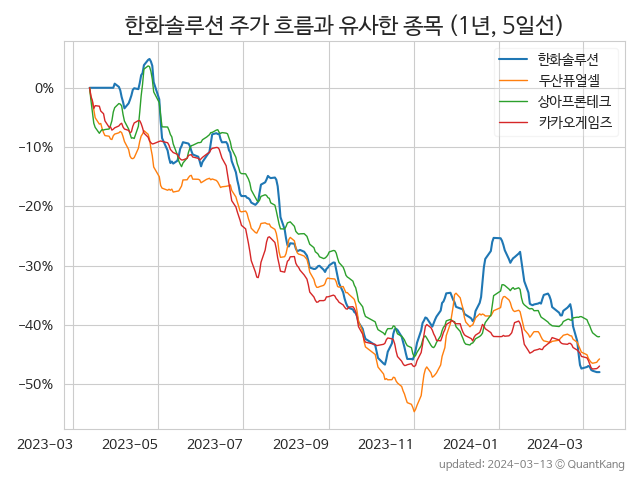 한화솔루션 주가 흐름과 유사한 종목 (1년, 5일선)
한화솔루션
두산퓨얼셀
상아프론테크
카카오게임즈
0%
−10%
−20%
−30%
−40%
−50%
2023-03
2023-05
2023-07
2023-09
2023-11
2024-01
2024-03
updated: 2024-03-13 © QuantKang